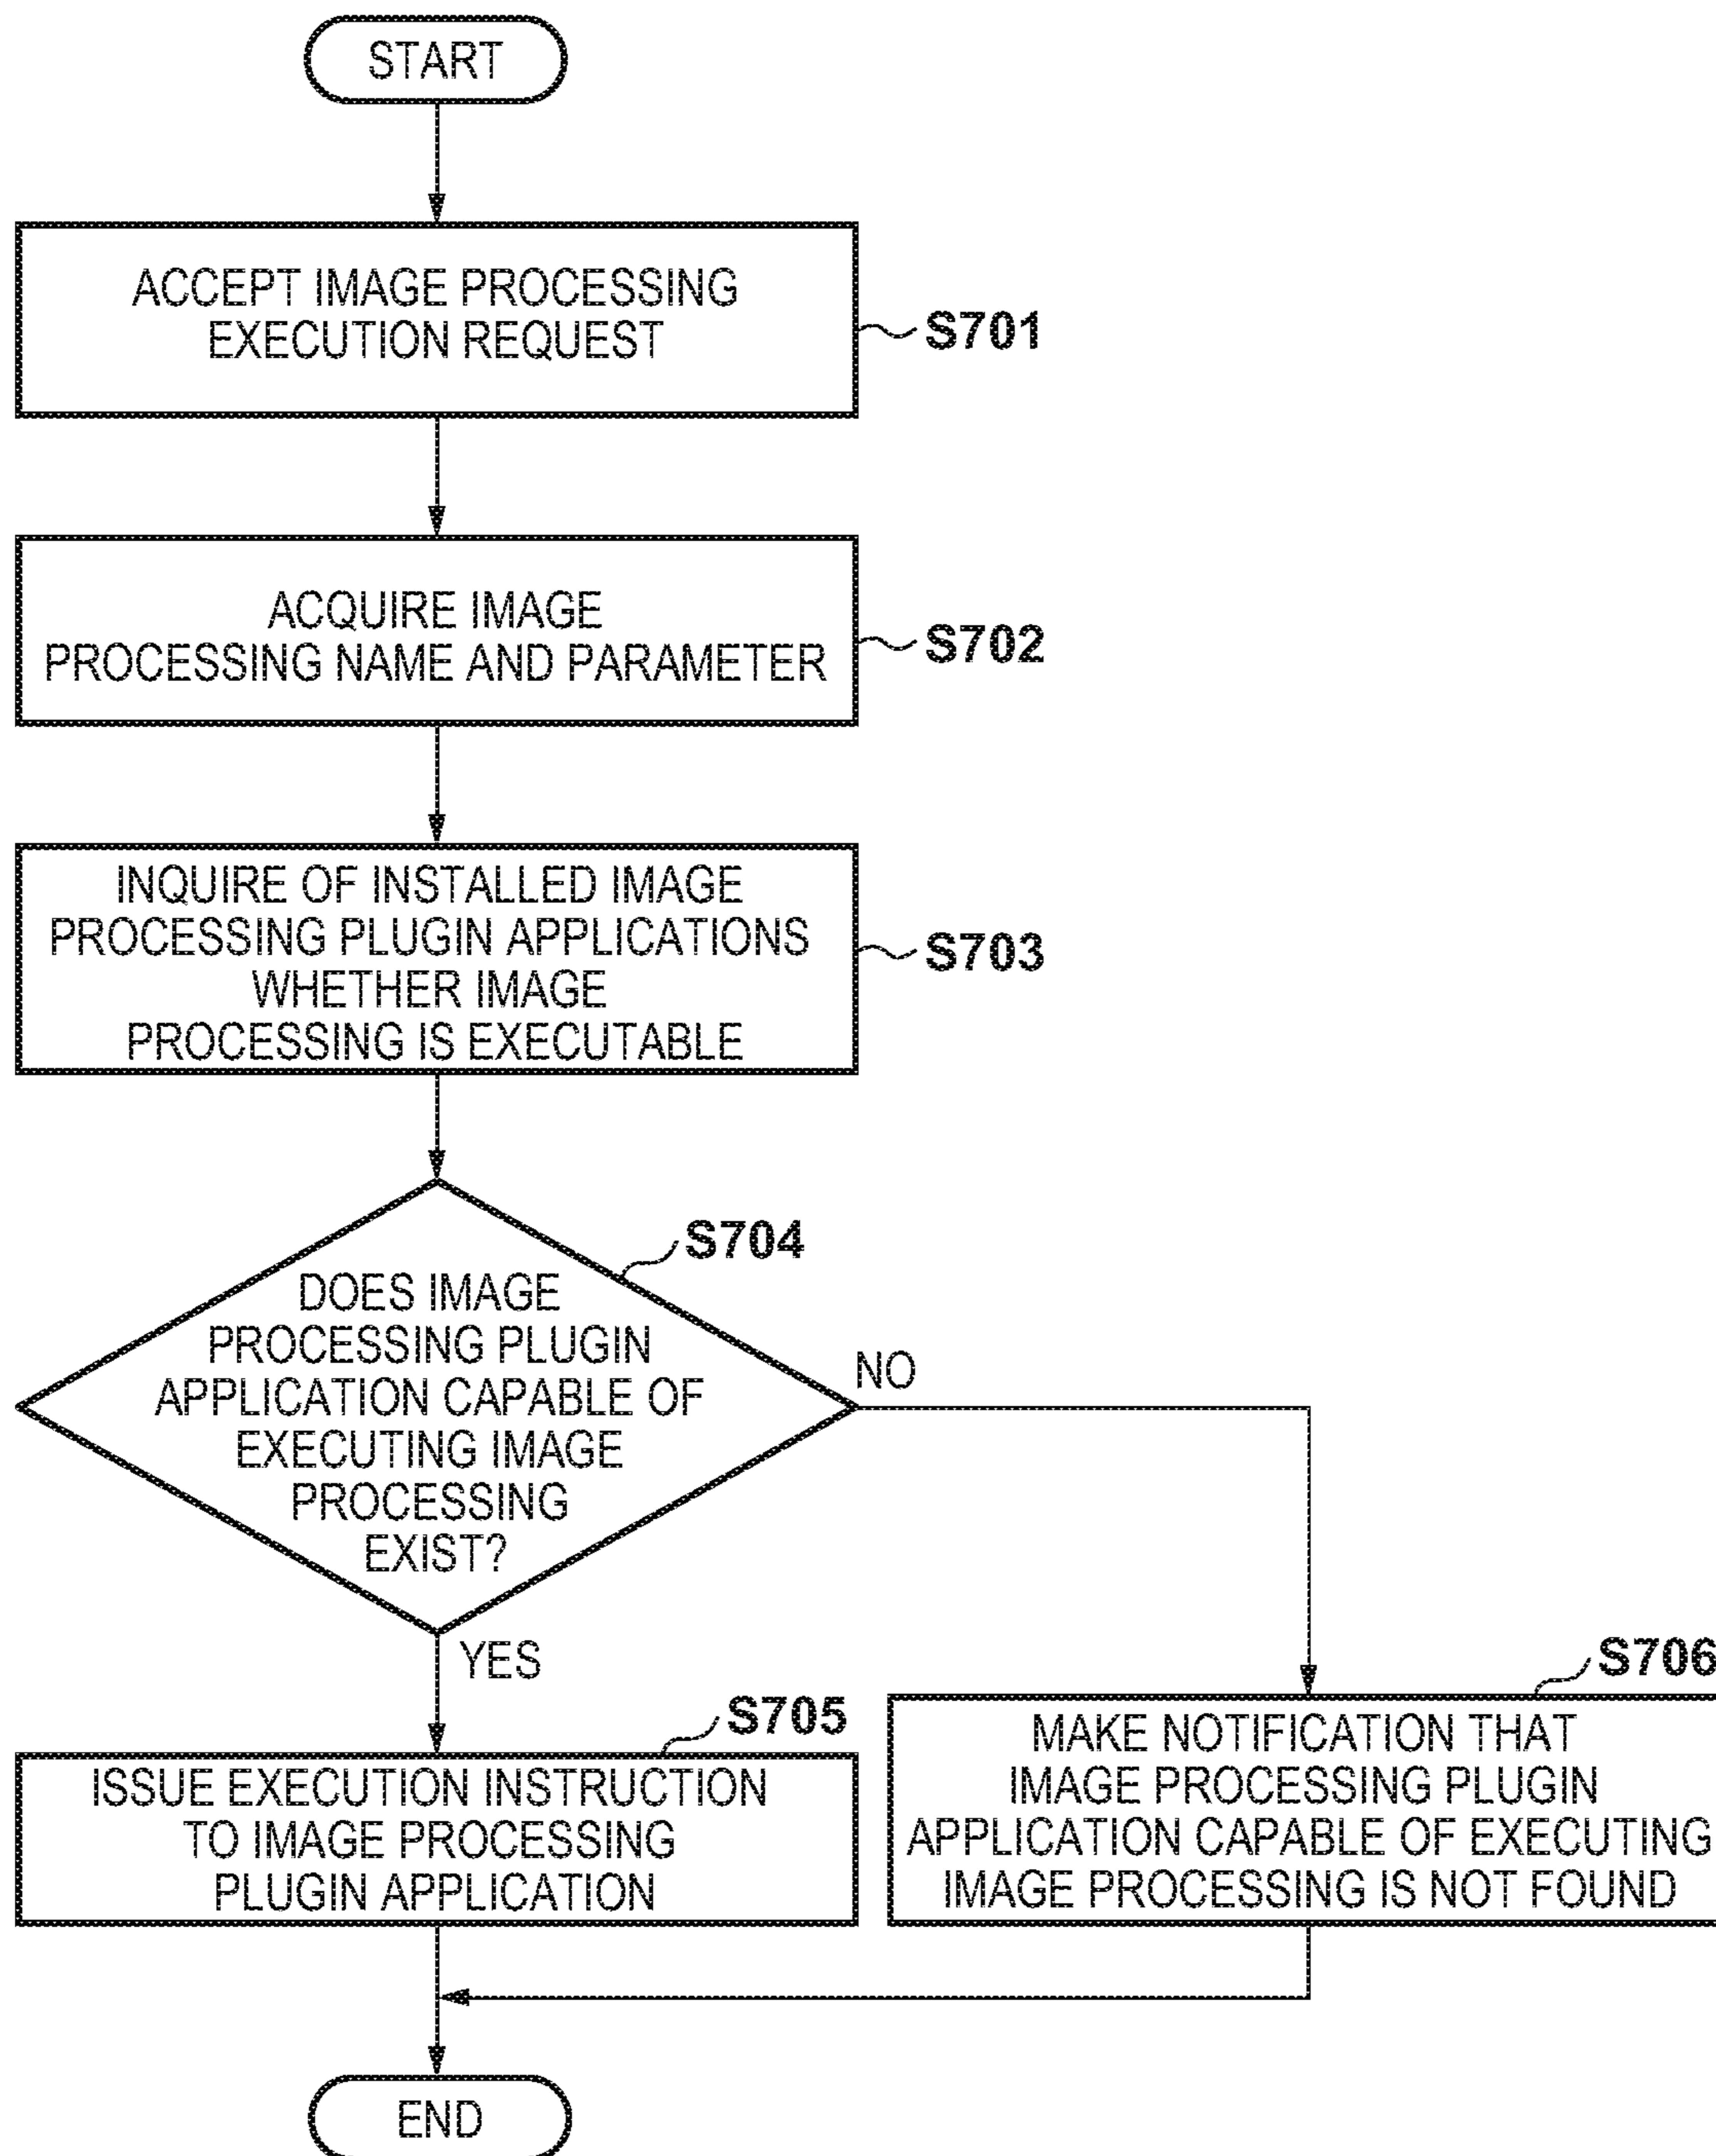 START
ACCEPT IMAGE PROCESSING
EXECUTION REQUEST
S701
ACQUIRE IMAGE
PROCESSING NAME AND PARAMETER
S702
INQUIRE OF INSTALLED IMAGE
PROCESSING PLUGIN APPLICATIONS
WHETHER IMAGE
PROCESSING IS EXECUTABLE
S703
S704
DOES IMAGE
PROCESSING PLUGIN
APPLICATION CAPABLE OF
EXECUTING IMAGE
PROCESSING
EXIST?
NO
YES
S705
ISSUE EXECUTION INSTRUCTION
TO IMAGE PROCESSING
PLUGIN APPLICATION
S706
MAKE NOTIFICATION THAT
IMAGE PROCESSING PLUGIN
APPLICATION CAPABLE OF EXECUTING
IMAGE PROCESSING IS NOT FOUND
END